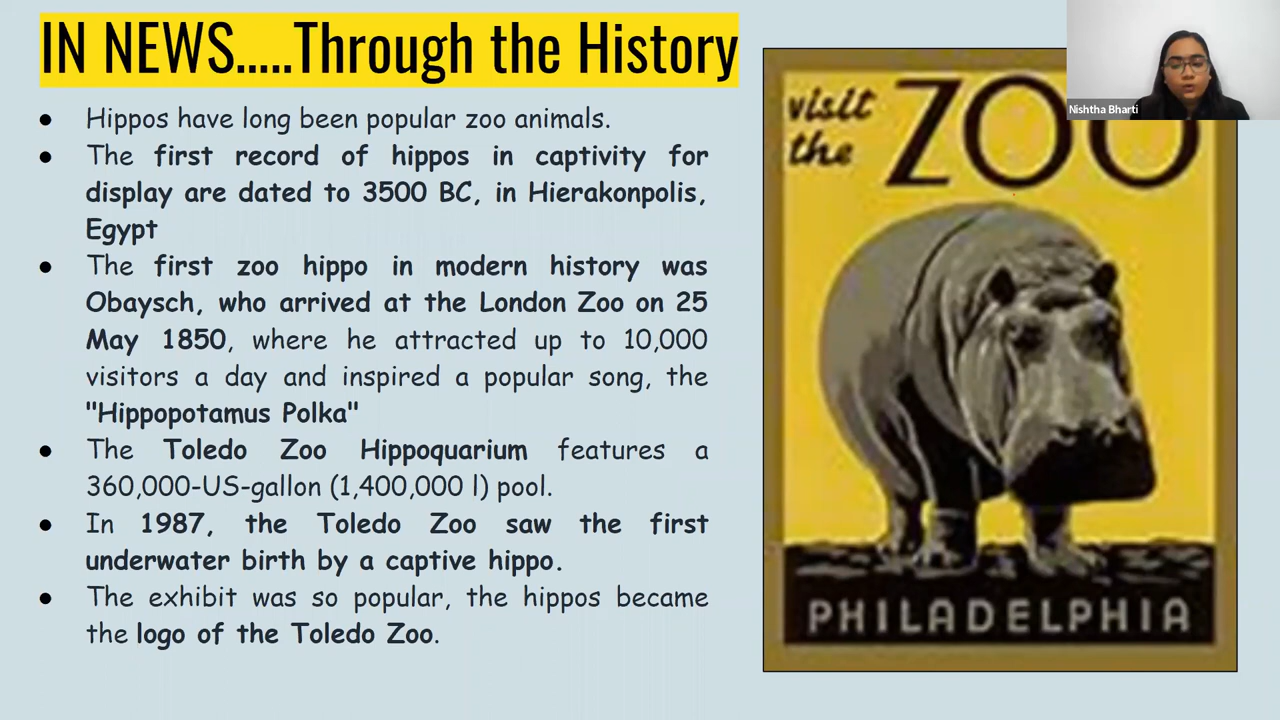 IN NEWS.....Through the History
● Hippos have long been popular zoo animals.
● The first record of hippos in captivity for
display are dated to 3500 BC, in Hierakonpolis,
Egypt
● The first zoo hippo in modern history was
Obaysch, who arrived at the London Zoo on 25
May 1850, where he attracted up to 10,000
visitors a day and inspired a popular song, the
"Hippopotamus Polka"
● The Toledo Zoo Hippoquarium features a
360,000-US-gallon (1,400,000 l) pool.
● In 1987, the Toledo Zoo saw the first
underwater birth by a captive hippo.
● The exhibit was so popular, the hippos became
the logo of the Toledo Zoo.
visit
the
ZOO
PHILADELPHIA
Nishtha Bharti